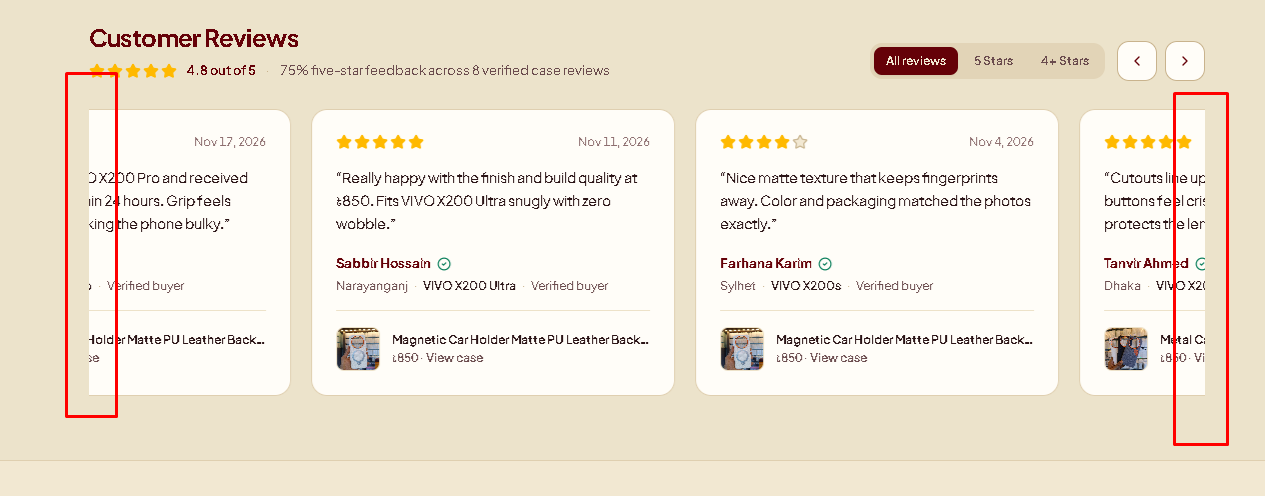 Customer Reviews
4.8 out of 5 · 75% five-star feedback across 8 verified case reviews
All reviews
5 Stars
4+ Stars
Nov 17, 2026
X200 Pro and received
24 hours. Grip feels
the phone bulky.”
· Verified buyer
Holder Matte PU Leather Back...
Nov 11, 2026
“Really happy with the finish and build quality at
৳850. Fits VIVO X200 Ultra snugly with zero
wobble.”
Sabbir Hossain
Narayanganj · VIVO X200 Ultra · Verified buyer
Magnetic Car Holder Matte PU Leather Back...
৳850 · View case
Nov 4, 2026
“Nice matte texture that keeps fingerprints
away. Color and packaging matched the photos
exactly.”
Farhana Karim
Sylhet · VIVO X200s · Verified buyer
Magnetic Car Holder Matte PU Leather Back...
৳850 · View case
“Cutouts line up
buttons feel
protects the
Tanvir Ahmed
Dhaka · VIVO
Metal
৳850 ·